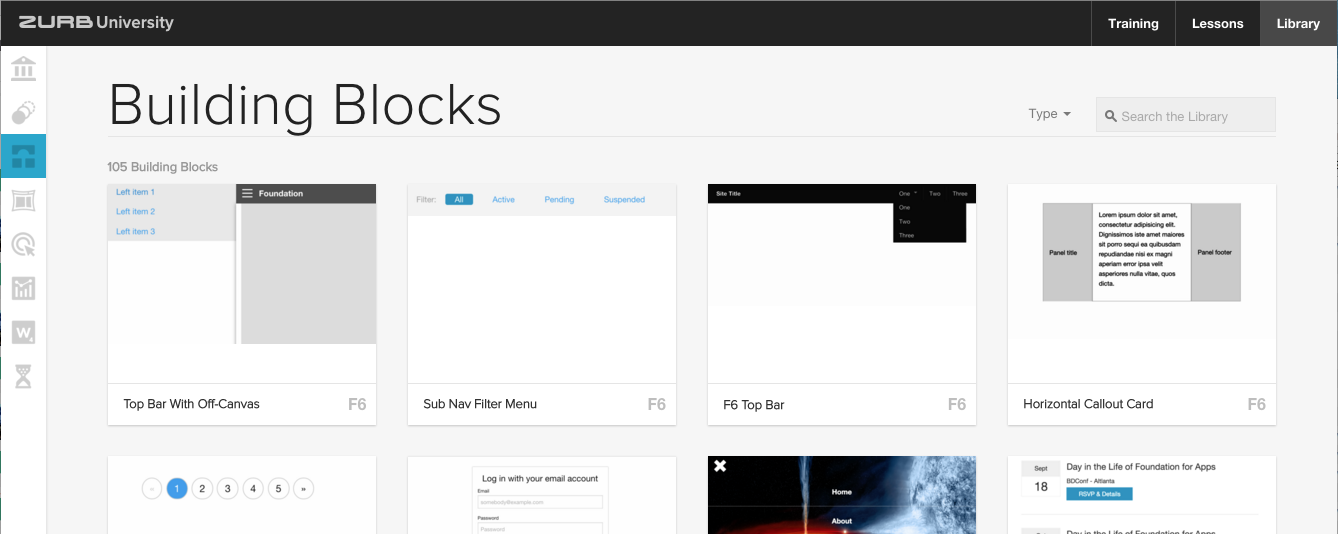 ZURB University
Training Lessons Library
Building Blocks
Type
Search the Library
105 Building Blocks
Left item 1
Left item 2
Left item 3
Foundation
Top Bar With Off-Canvas F6
Filter: All Active Pending Suspended
Sub Nav Filter Menu F6
Site Title One Two Three
One
Two
Three
F6 Top Bar F6
Panel title
Lorem ipsum dolor sit amet,
consectetur adipisicing elit.
Dignissimos iste amet maiores
sit porro sequi ea quibusdam
repudiandae nisi ex magni
aperiam error ipsa velit
asperiores nulla vitae, quos
dicta.
Panel footer
Horizontal Callout Card F6
« 1 2 3 4 5 »
Log in with your email account
Email
somebody@example.com
Password
Password
Home
About
Sept
18
Day in the Life of Foundation for Apps
BDConf - Altanta
RSVP & Details
Day in the Life of Foundation for Apps
W